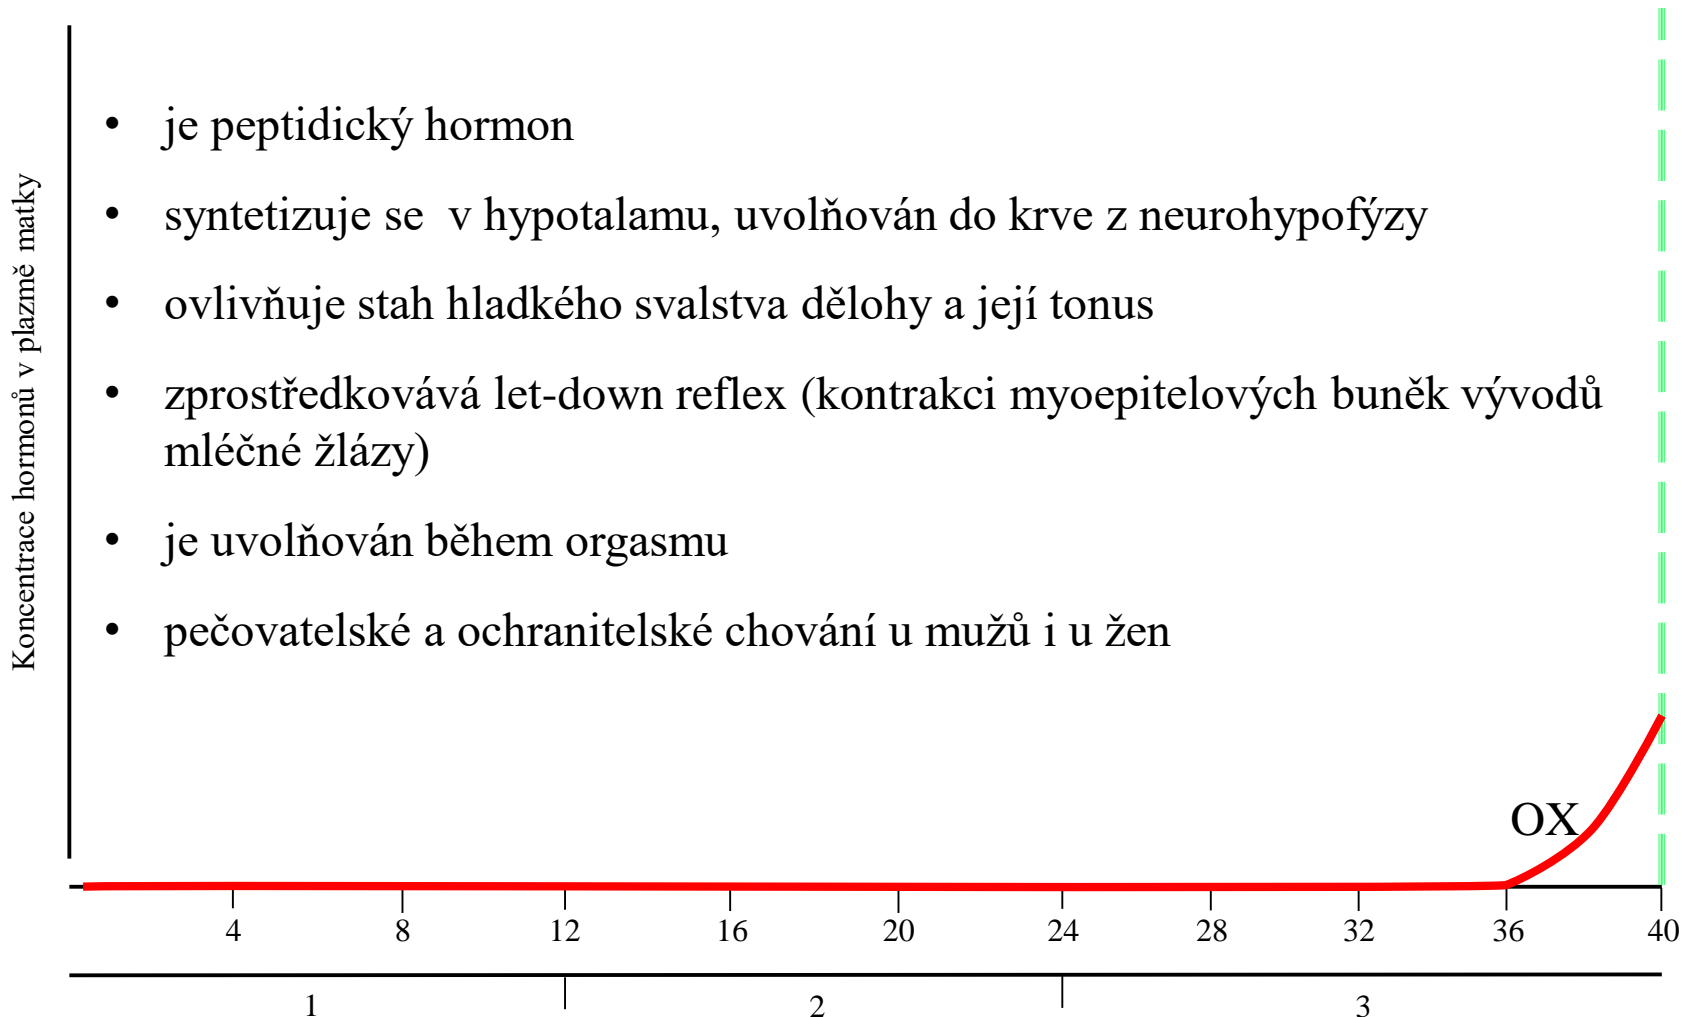 Koncentrace hormonů v plazmě matky
• je peptidický hormon
• syntetizuje se  v hypotalamu, uvolňován do krve z neurohypofýzy
• ovlivňuje stah hladkého svalstva dělohy a její tonus
• zprostředkovává let-down reflex (kontrakci myoepitelových buněk vývodů
mléčné žlázy)
• je uvolňován během orgasmu
• pečovatelské a ochranitelské chování u mužů i u žen
OX
4 8 12 16 20 24 28 32 36 40
1 2 3